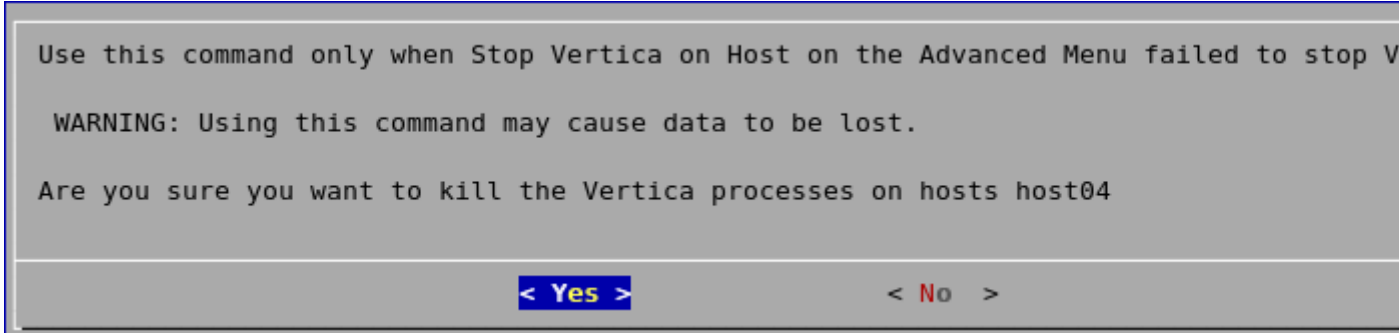 Use this command only when Stop Vertica on Host on the Advanced Menu failed to stop V
WARNING: Using this command may cause data to be lost.
Are you sure you want to kill the Vertica processes on hosts host04
< Yes > < No >